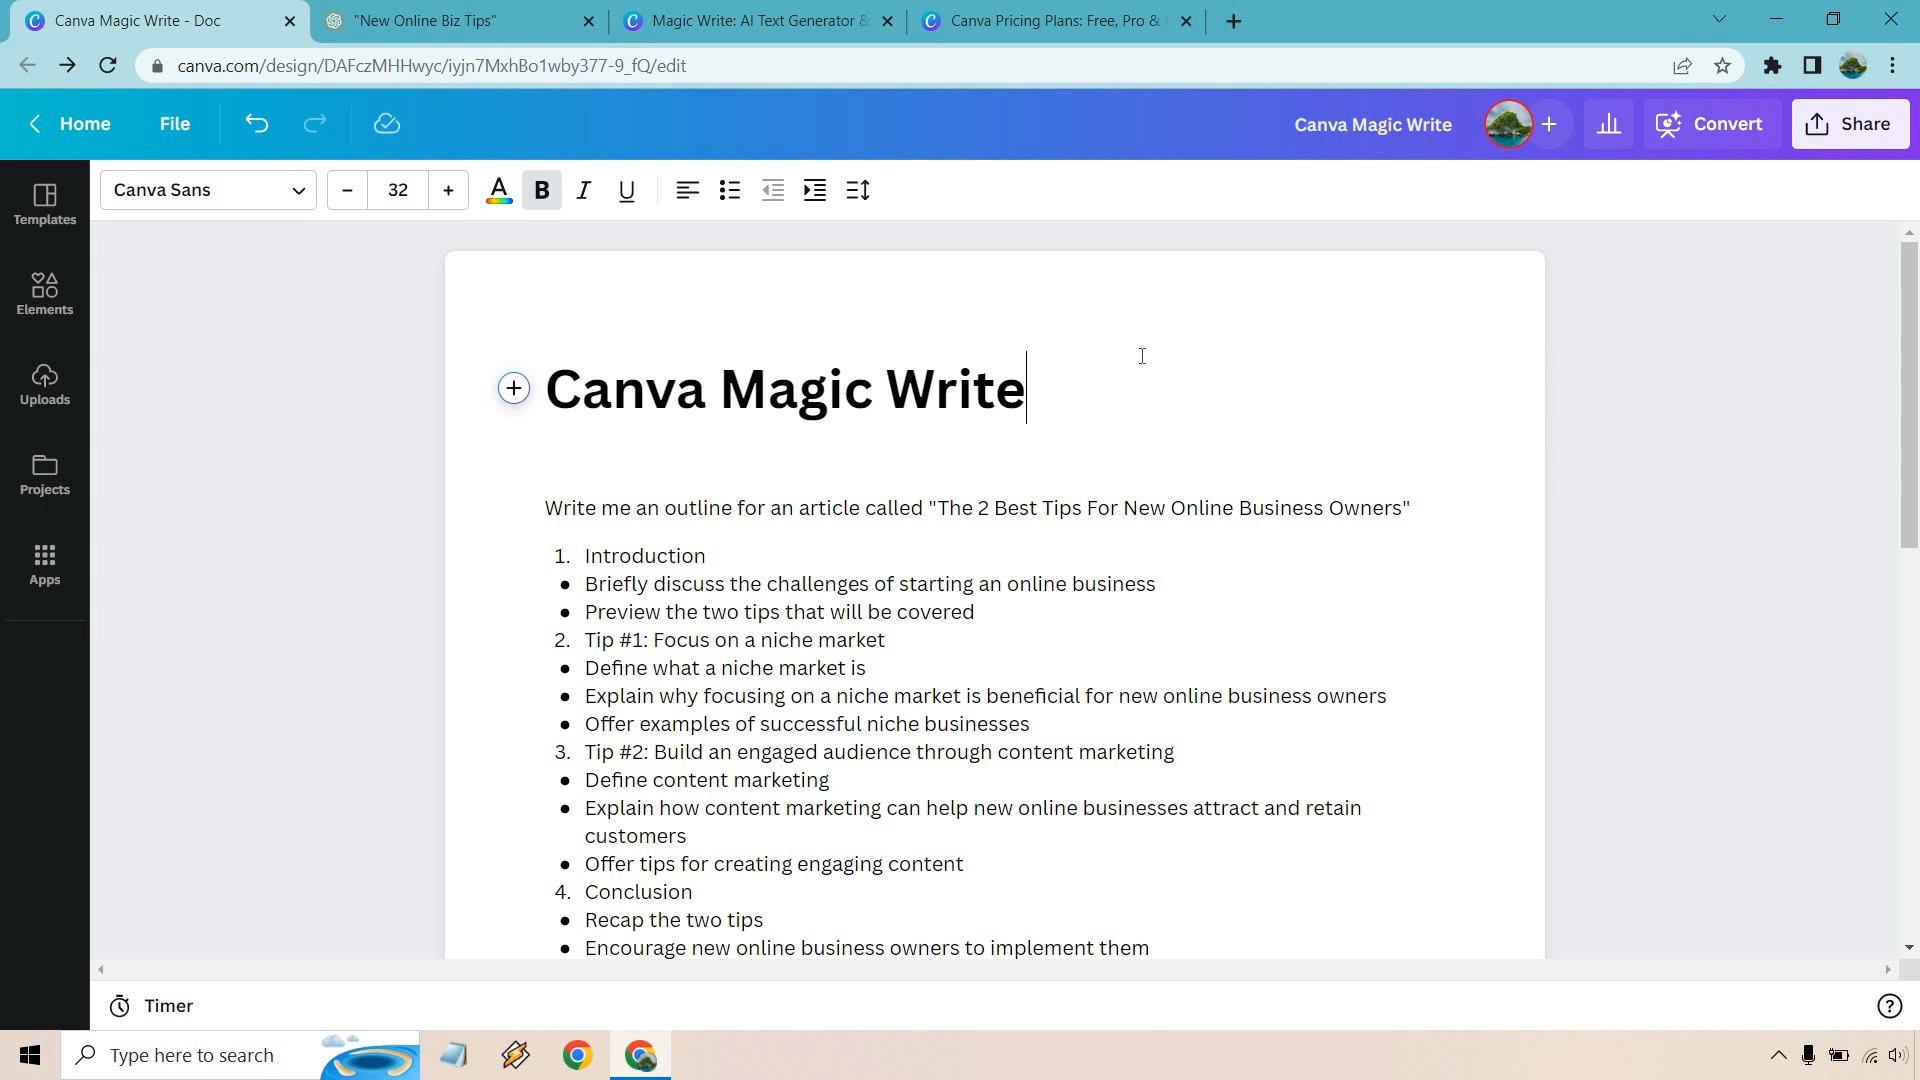 Canva Magic Write - Doc
"New Online Biz Tips"
Magic Write: AI Text Generator &
Canva Pricing Plans: Free, Pro &
canva.com/design/DAFczMHHwyc/iyjn7MxhBo1wby377-9_fQ/edit
Home
File
Canva Magic Write
Convert
Share
Canva Sans
32
Templates
Elements
Uploads
Projects
Apps
Canva Magic Write
Write me an outline for an article called "The 2 Best Tips For New Online Business Owners"
1. Introduction
● Briefly discuss the challenges of starting an online business
● Preview the two tips that will be covered
2. Tip #1: Focus on a niche market
● Define what a niche market is
● Explain why focusing on a niche market is beneficial for new online business owners
● Offer examples of successful niche businesses
3. Tip #2: Build an engaged audience through content marketing
● Define content marketing
● Explain how content marketing can help new online businesses attract and retain
customers
● Offer tips for creating engaging content
4. Conclusion
● Recap the two tips
● Encourage new online business owners to implement them
Timer
Type here to search